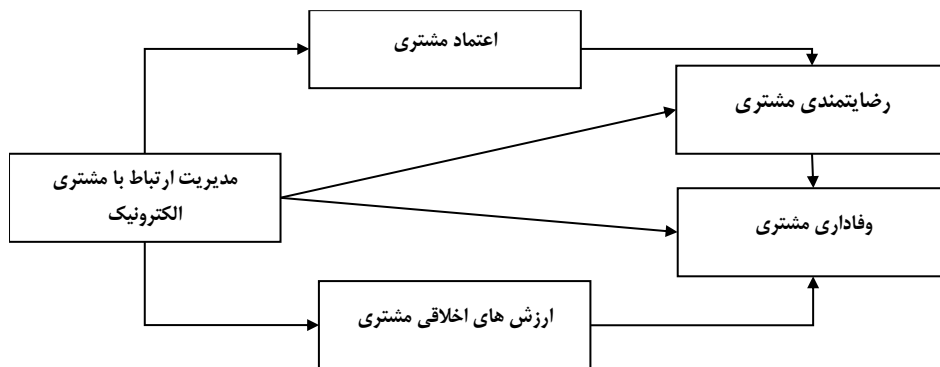 اعتماد مشتری
رضایتمندی مشتری
مدیریت ارتباط با مشتری
الکترونیک
وفاداری مشتری
ارزش های اخلاقی مشتری